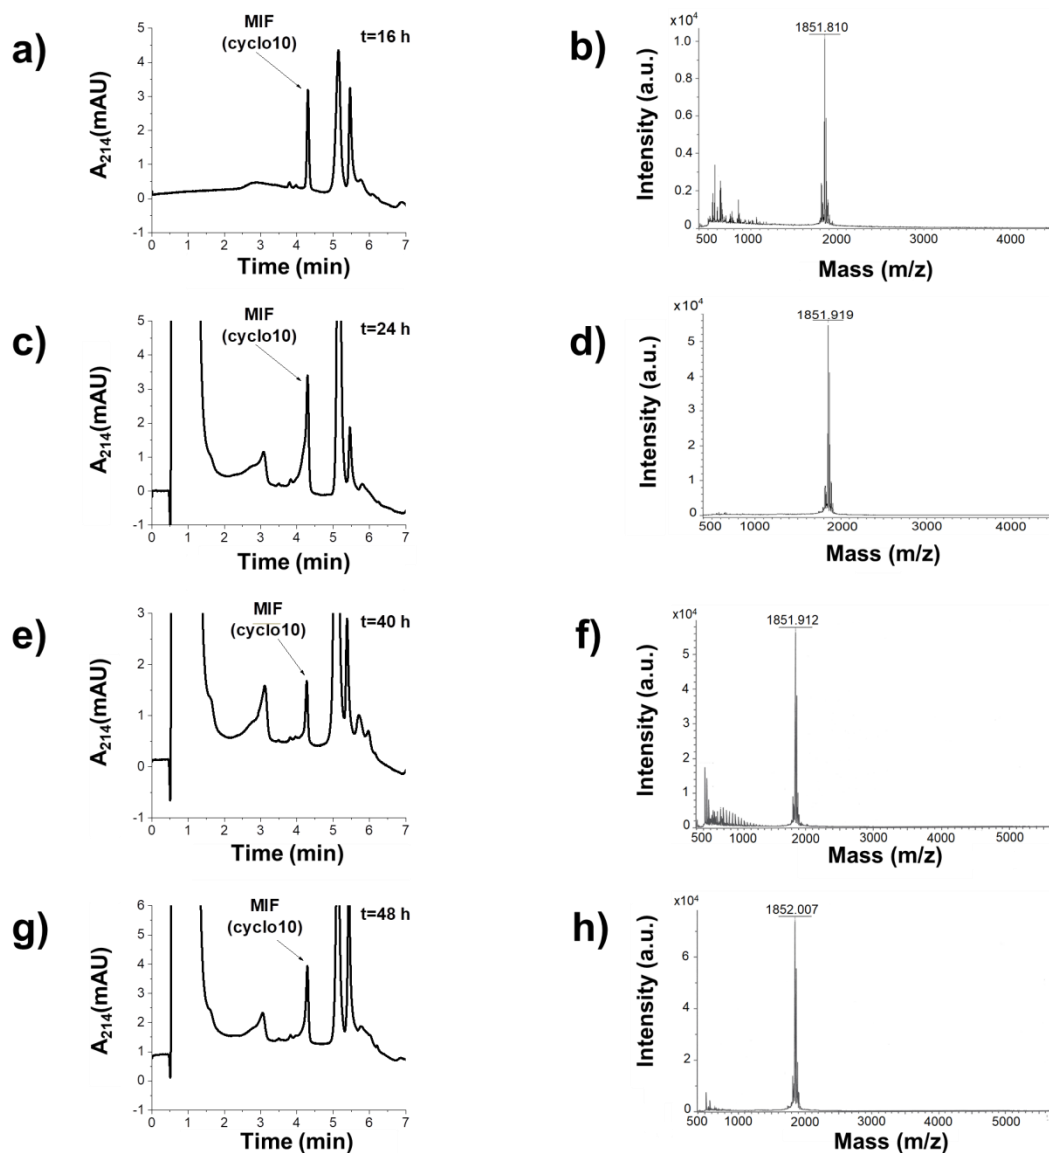 a)
MIF
(cyclo10)
t=16 h
A214(mAU)
5
4
3
2
1
0
-1
0 1 2 3 4 5 6 7
Time (min)
b)
x10⁴
1851.810
Intensity (a.u.)
1.0
0.8
0.6
0.4
0.2
0
500 1000 2000 3000 4000
Mass (m/z)
c)
MIF
(cyclo10)
t=24 h
A214(mAU)
5
4
3
2
1
0
-1
0 1 2 3 4 5 6 7
Time (min)
d)
x10⁴
1851.919
Intensity (a.u.)
5
4
3
2
1
0
500 1000 2000 3000 4000
Mass (m/z)
e)
MIF
(cyclo10)
t=40 h
A214(mAU)
3
2
1
0
-1
0 1 2 3 4 5 6 7
Time (min)
f)
x10⁴
1851.912
Intensity (a.u.)
5
4
3
2
1
0
500 1000 2000 3000 4000 5000
Mass (m/z)
g)
MIF
(cyclo10)
t=48 h
A214(mAU)
6
5
4
3
2
1
0
-1
0 1 2 3 4 5 6 7
Time (min)
h)
x10⁴
1852.007
Intensity (a.u.)
6
4
2
0
500 1000 2000 3000 4000 5000
Mass (m/z)